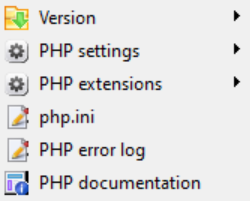 Version
PHP settings
PHP extensions
php.ini
PHP error log
PHP documentation